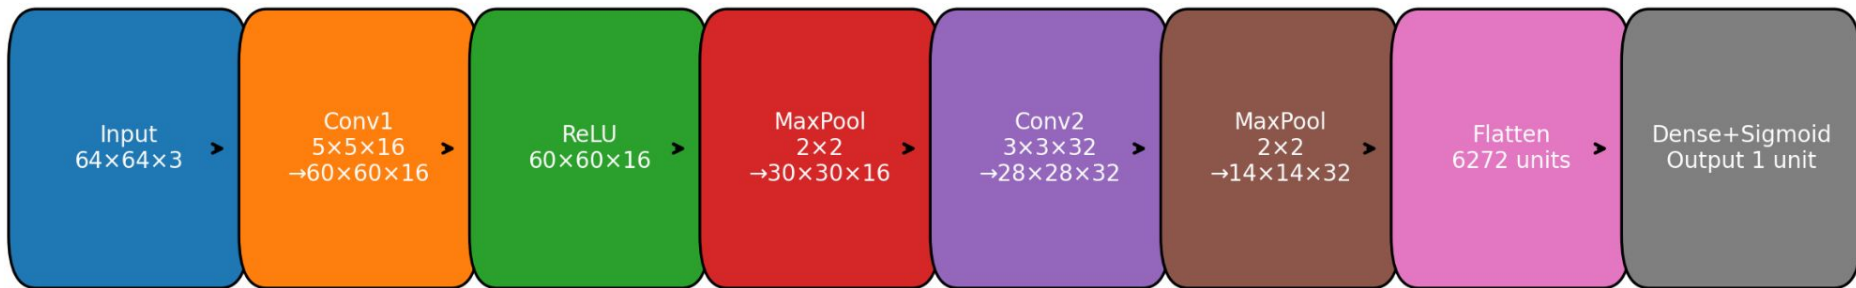 Input
64×64×3
Conv1
5×5×16
→60×60×16
ReLU
60×60×16
MaxPool
2×2
→30×30×16
Conv2
3×3×32
→28×28×32
MaxPool
2×2
→14×14×32
Flatten
6272 units
Dense+Sigmoid
Output 1 unit